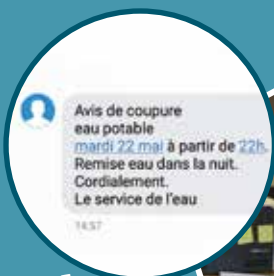 Avis de coupure
eau potable
mardi 22 mai à partir de 22h.
Remise eau dans la nuit.
Cordialement.
Le service de l'eau
14:57